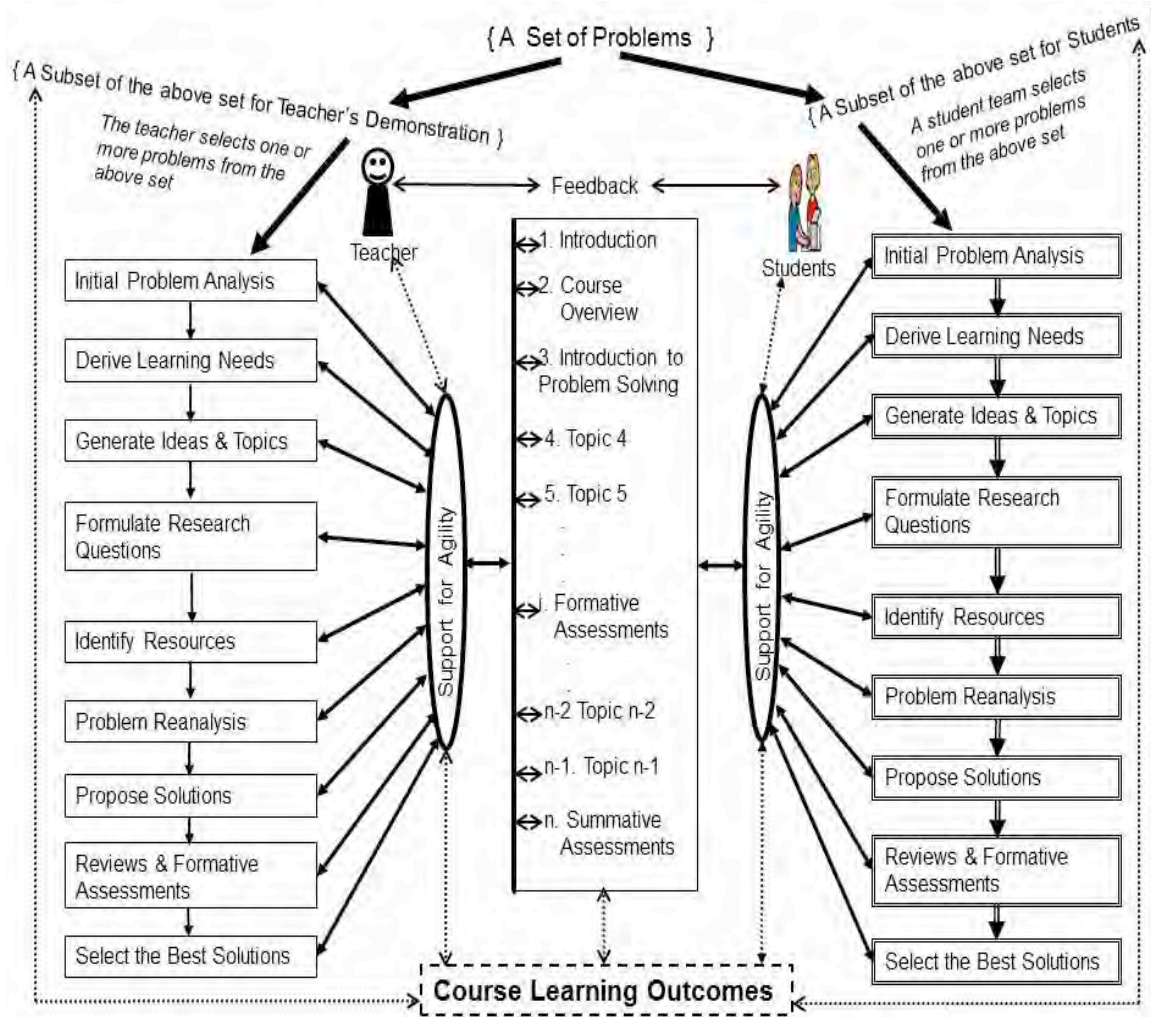 { A Set of Problems }
{ A Subset of the above set for Teacher's Demonstration }
The teacher selects one or
more problems from the
above set
{ A Subset of the above set for Students }
A student team selects
one or more problems
from the above set
Feedback
Teacher
Students
Initial Problem Analysis
Derive Learning Needs
Generate Ideas & Topics
Formulate Research
Questions
Identify Resources
Problem Reanalysis
Propose Solutions
Reviews & Formative
Assessments
Select the Best Solutions
Support for Agility
1. Introduction
2. Course
Overview
3. Introduction to
Problem Solving
4. Topic 4
5. Topic 5
.
.
.
i. Formative
Assessments
.
n-2 Topic n-2
n-1. Topic n-1
n. Summative
Assessments
Support for Agility
Initial Problem Analysis
Derive Learning Needs
Generate Ideas & Topics
Formulate Research
Questions
Identify Resources
Problem Reanalysis
Propose Solutions
Reviews & Formative
Assessments
Select the Best Solutions
Course Learning Outcomes